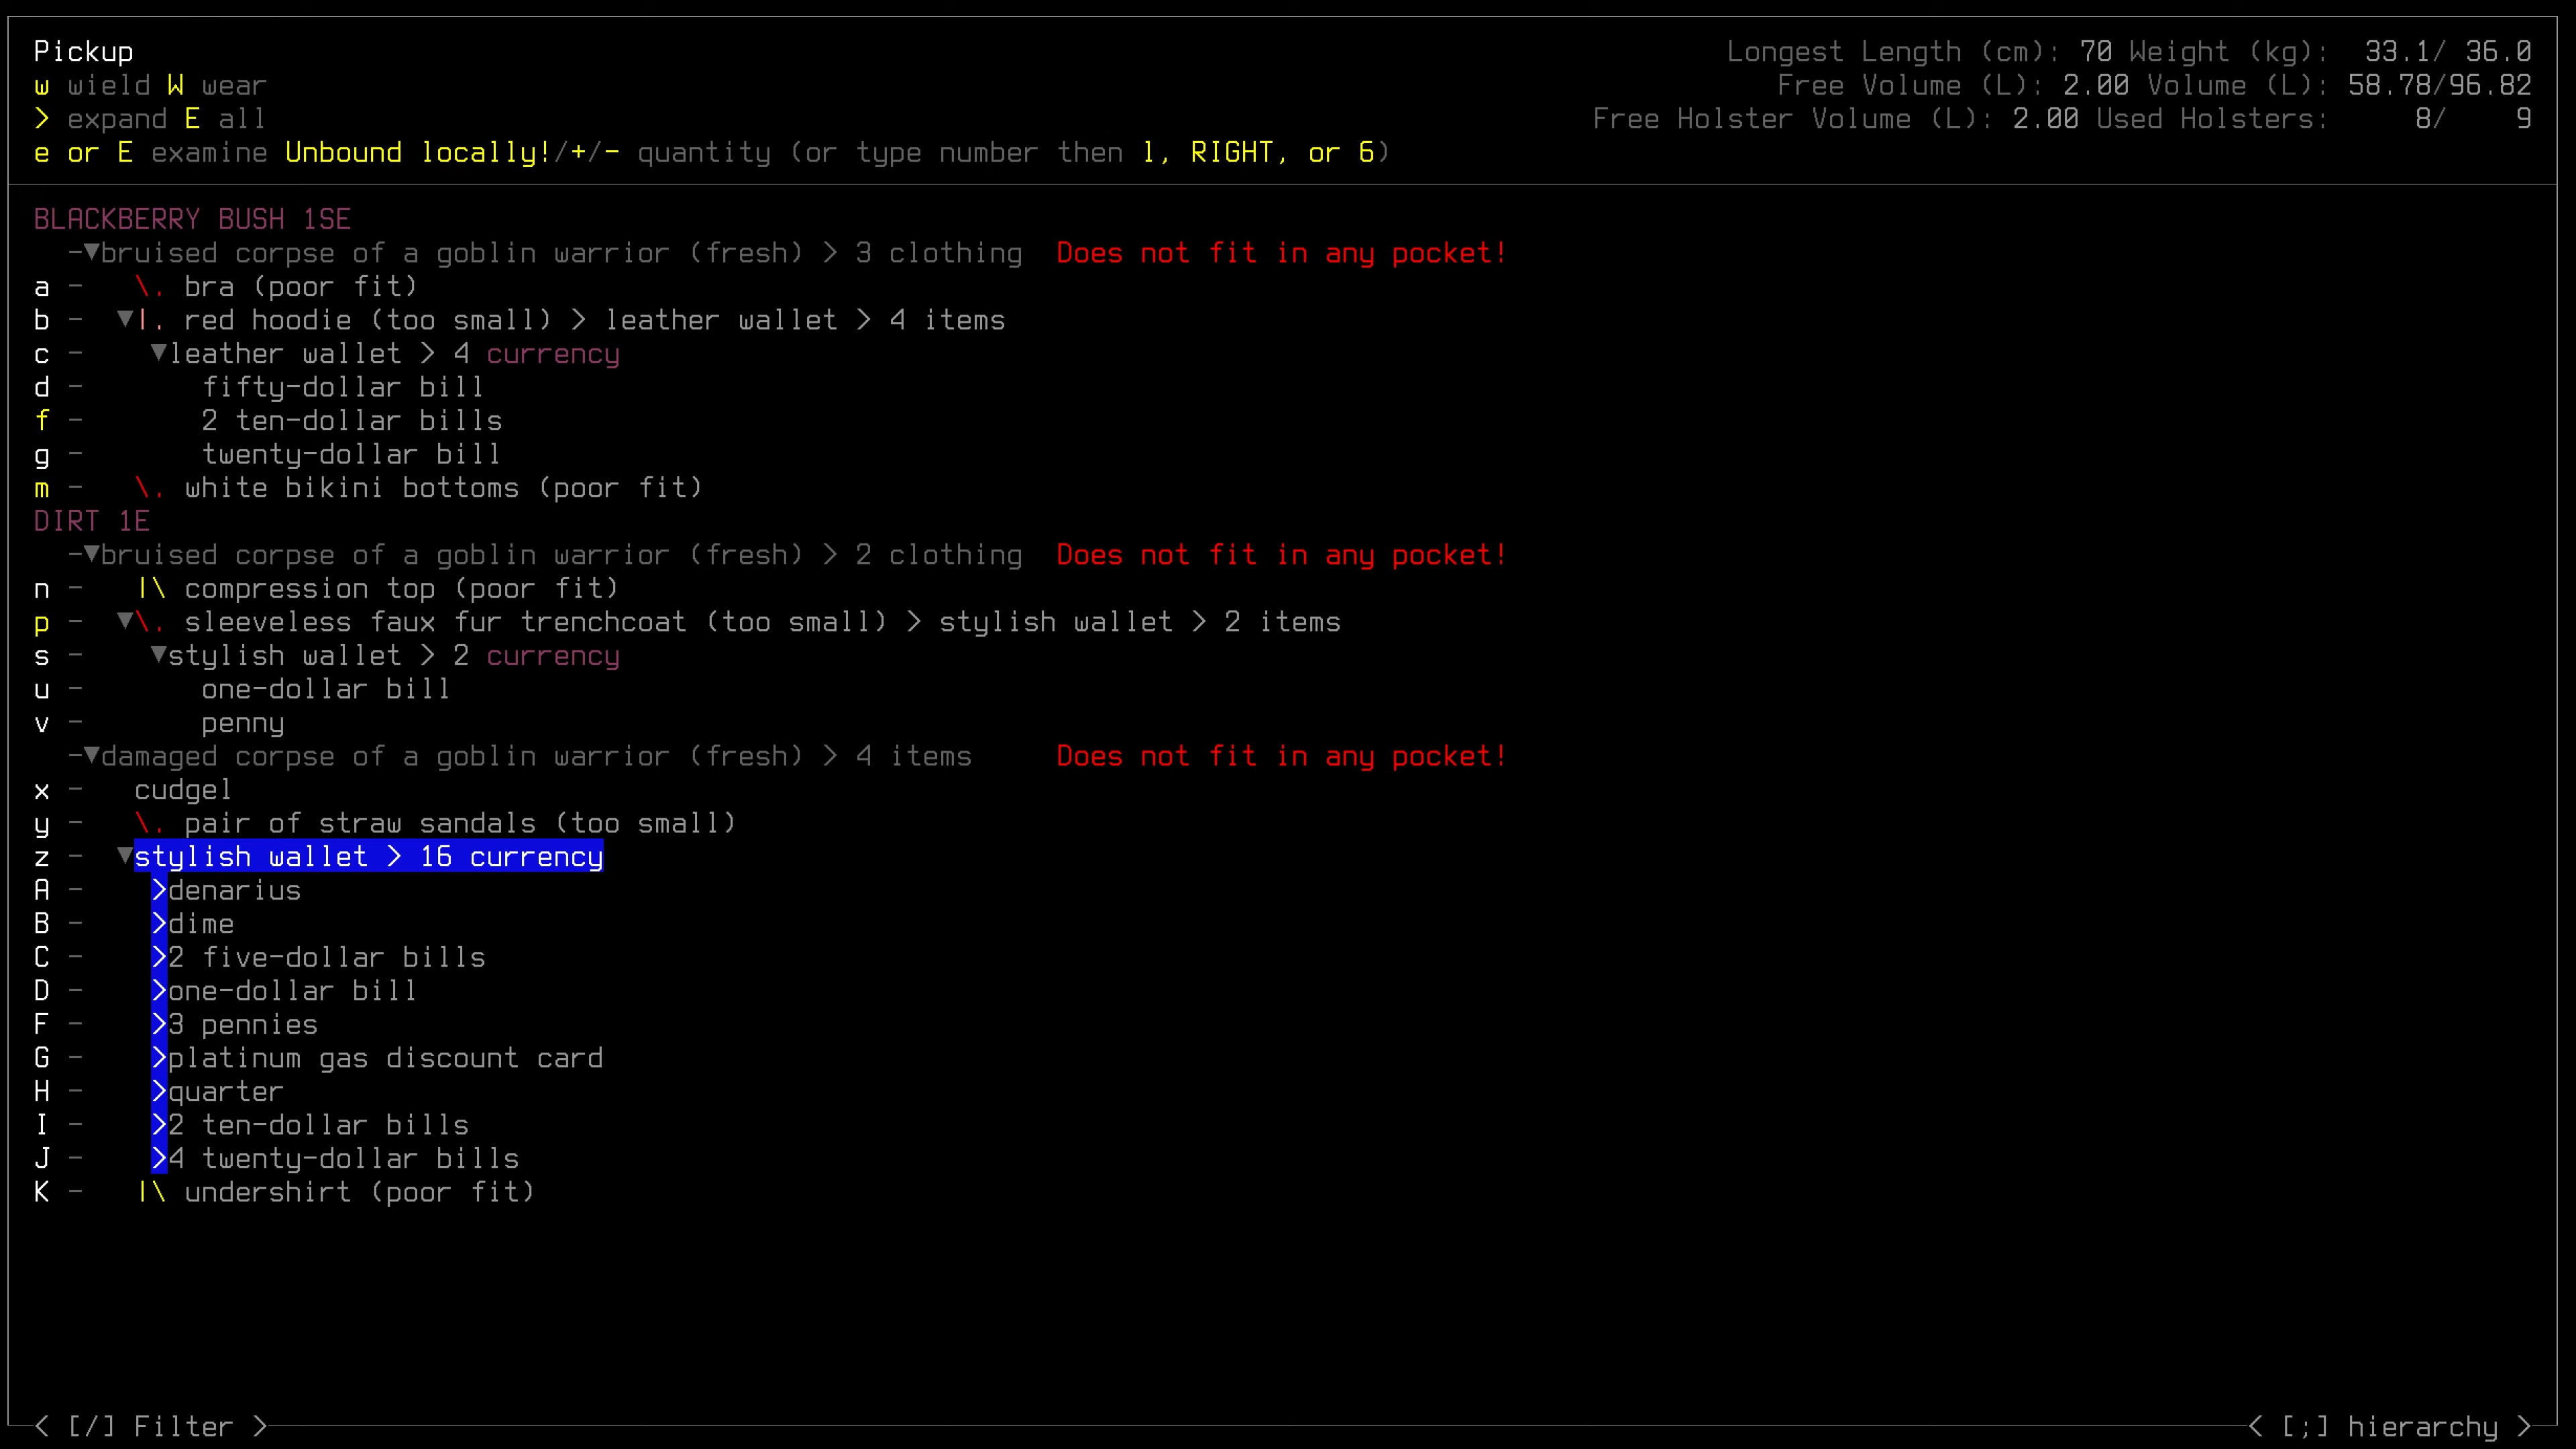 Pickup Longest Length (cm): 70 Weight (kg): 33.1/ 36.0
w wield W wear Free Volume (L): 2.00 Volume (L): 58.78/96.82
> expand E all Free Holster Volume (L): 2.00 Used Holsters: 8/ 9
e or E examine Unbound locally!/+/- quantity (or type number then l, RIGHT, or 6)
BLACKBERRY BUSH 1SE
-▼bruised corpse of a goblin warrior (fresh) > 3 clothing Does not fit in any pocket!
a - \. bra (poor fit)
b - ▼|. red hoodie (too small) > leather wallet > 4 items
c - ▼leather wallet > 4 currency
d - fifty-dollar bill
f - 2 ten-dollar bills
g - twenty-dollar bill
m - \. white bikini bottoms (poor fit)
DIRT 1E
-▼bruised corpse of a goblin warrior (fresh) > 2 clothing Does not fit in any pocket!
n - |\ compression top (poor fit)
p - ▼\. sleeveless faux fur trenchcoat (too small) > stylish wallet > 2 items
s - ▼stylish wallet > 2 currency
u - one-dollar bill
v - penny
-▼damaged corpse of a goblin warrior (fresh) > 4 items Does not fit in any pocket!
x - cudgel
y - \. pair of straw sandals (too small)
z - ▼stylish wallet > 16 currency
A - >denarius
B - >dime
C - >2 five-dollar bills
D - >one-dollar bill
F - >3 pennies
G - >platinum gas discount card
H - >quarter
I - >2 ten-dollar bills
J - >4 twenty-dollar bills
K - |\ undershirt (poor fit)
< [/] Filter > < [;] hierarchy >